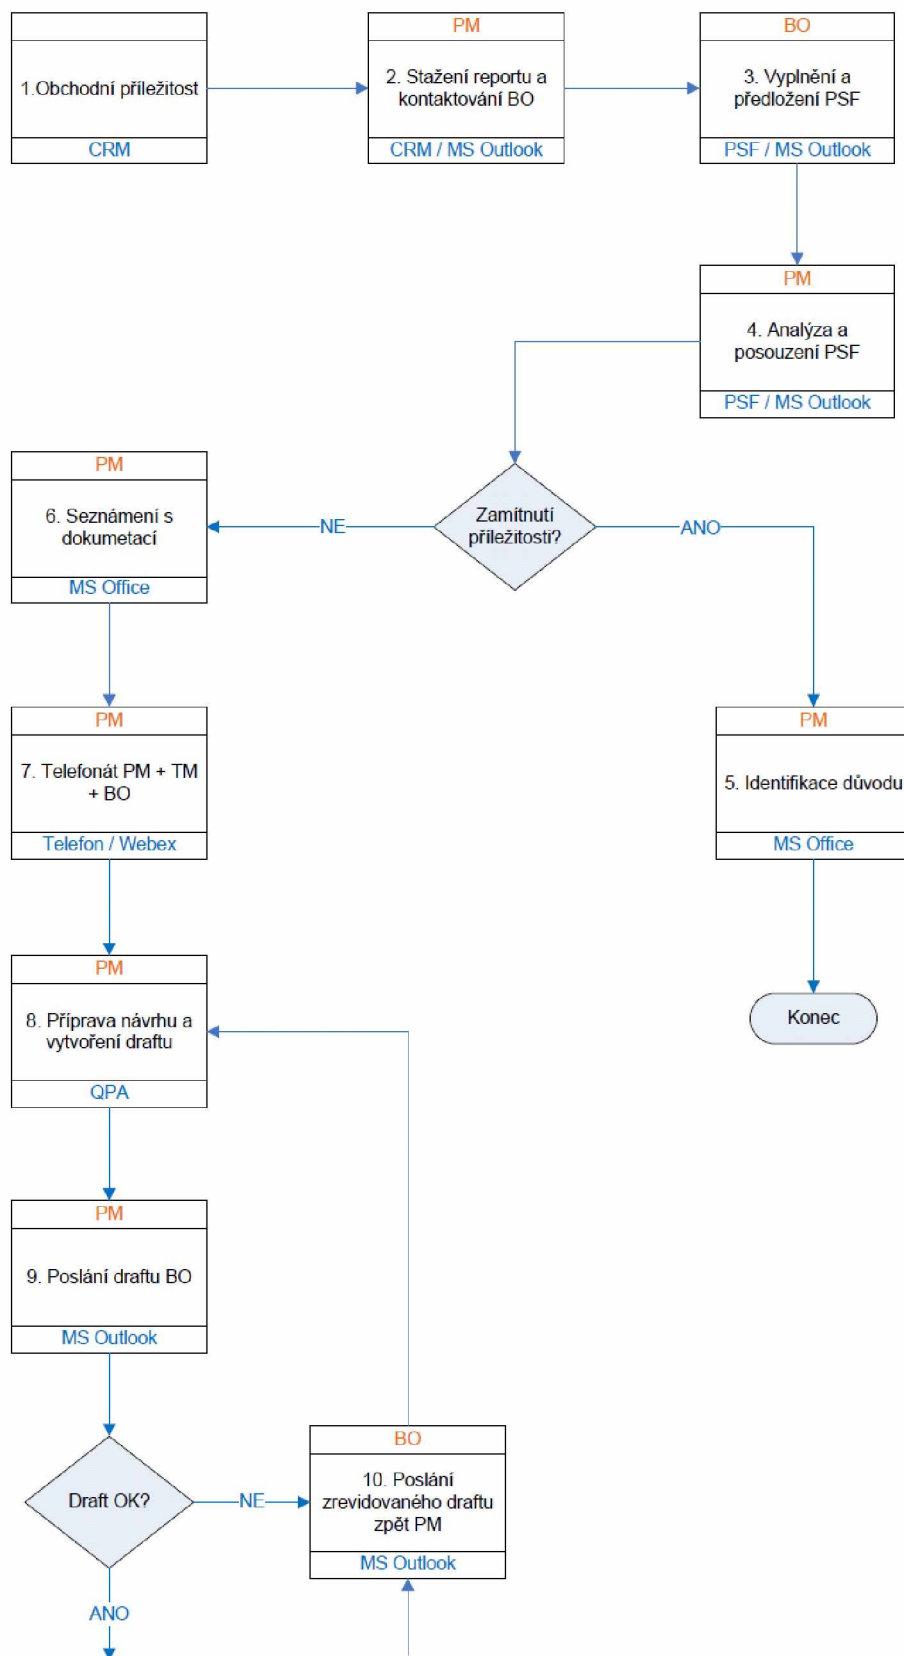 PM
BO
1.Obchodní příležitost
2. Stažení reportu a
kontaktování BO
3. Vyplnění a
předložení PSF
CRM
CRM / MS Outlook
PSF / MS Outlook
PM
4. Analýza a
posouzení PSF
PSF / MS Outlook
Zamítnutí
příležitosti?
NE
ANO
PM
6. Seznámení s
dokumetací
MS Office
PM
7. Telefonát PM + TM
+ BO
Telefon / Webex
PM
5. Identifikace důvodu
MS Office
Konec
PM
8. Příprava návrhu a
vytvoření draftu
QPA
PM
9. Poslání draftu BO
MS Outlook
Draft OK?
NE
BO
10. Poslání
zrevidovaného draftu
zpět PM
MS Outlook
ANO